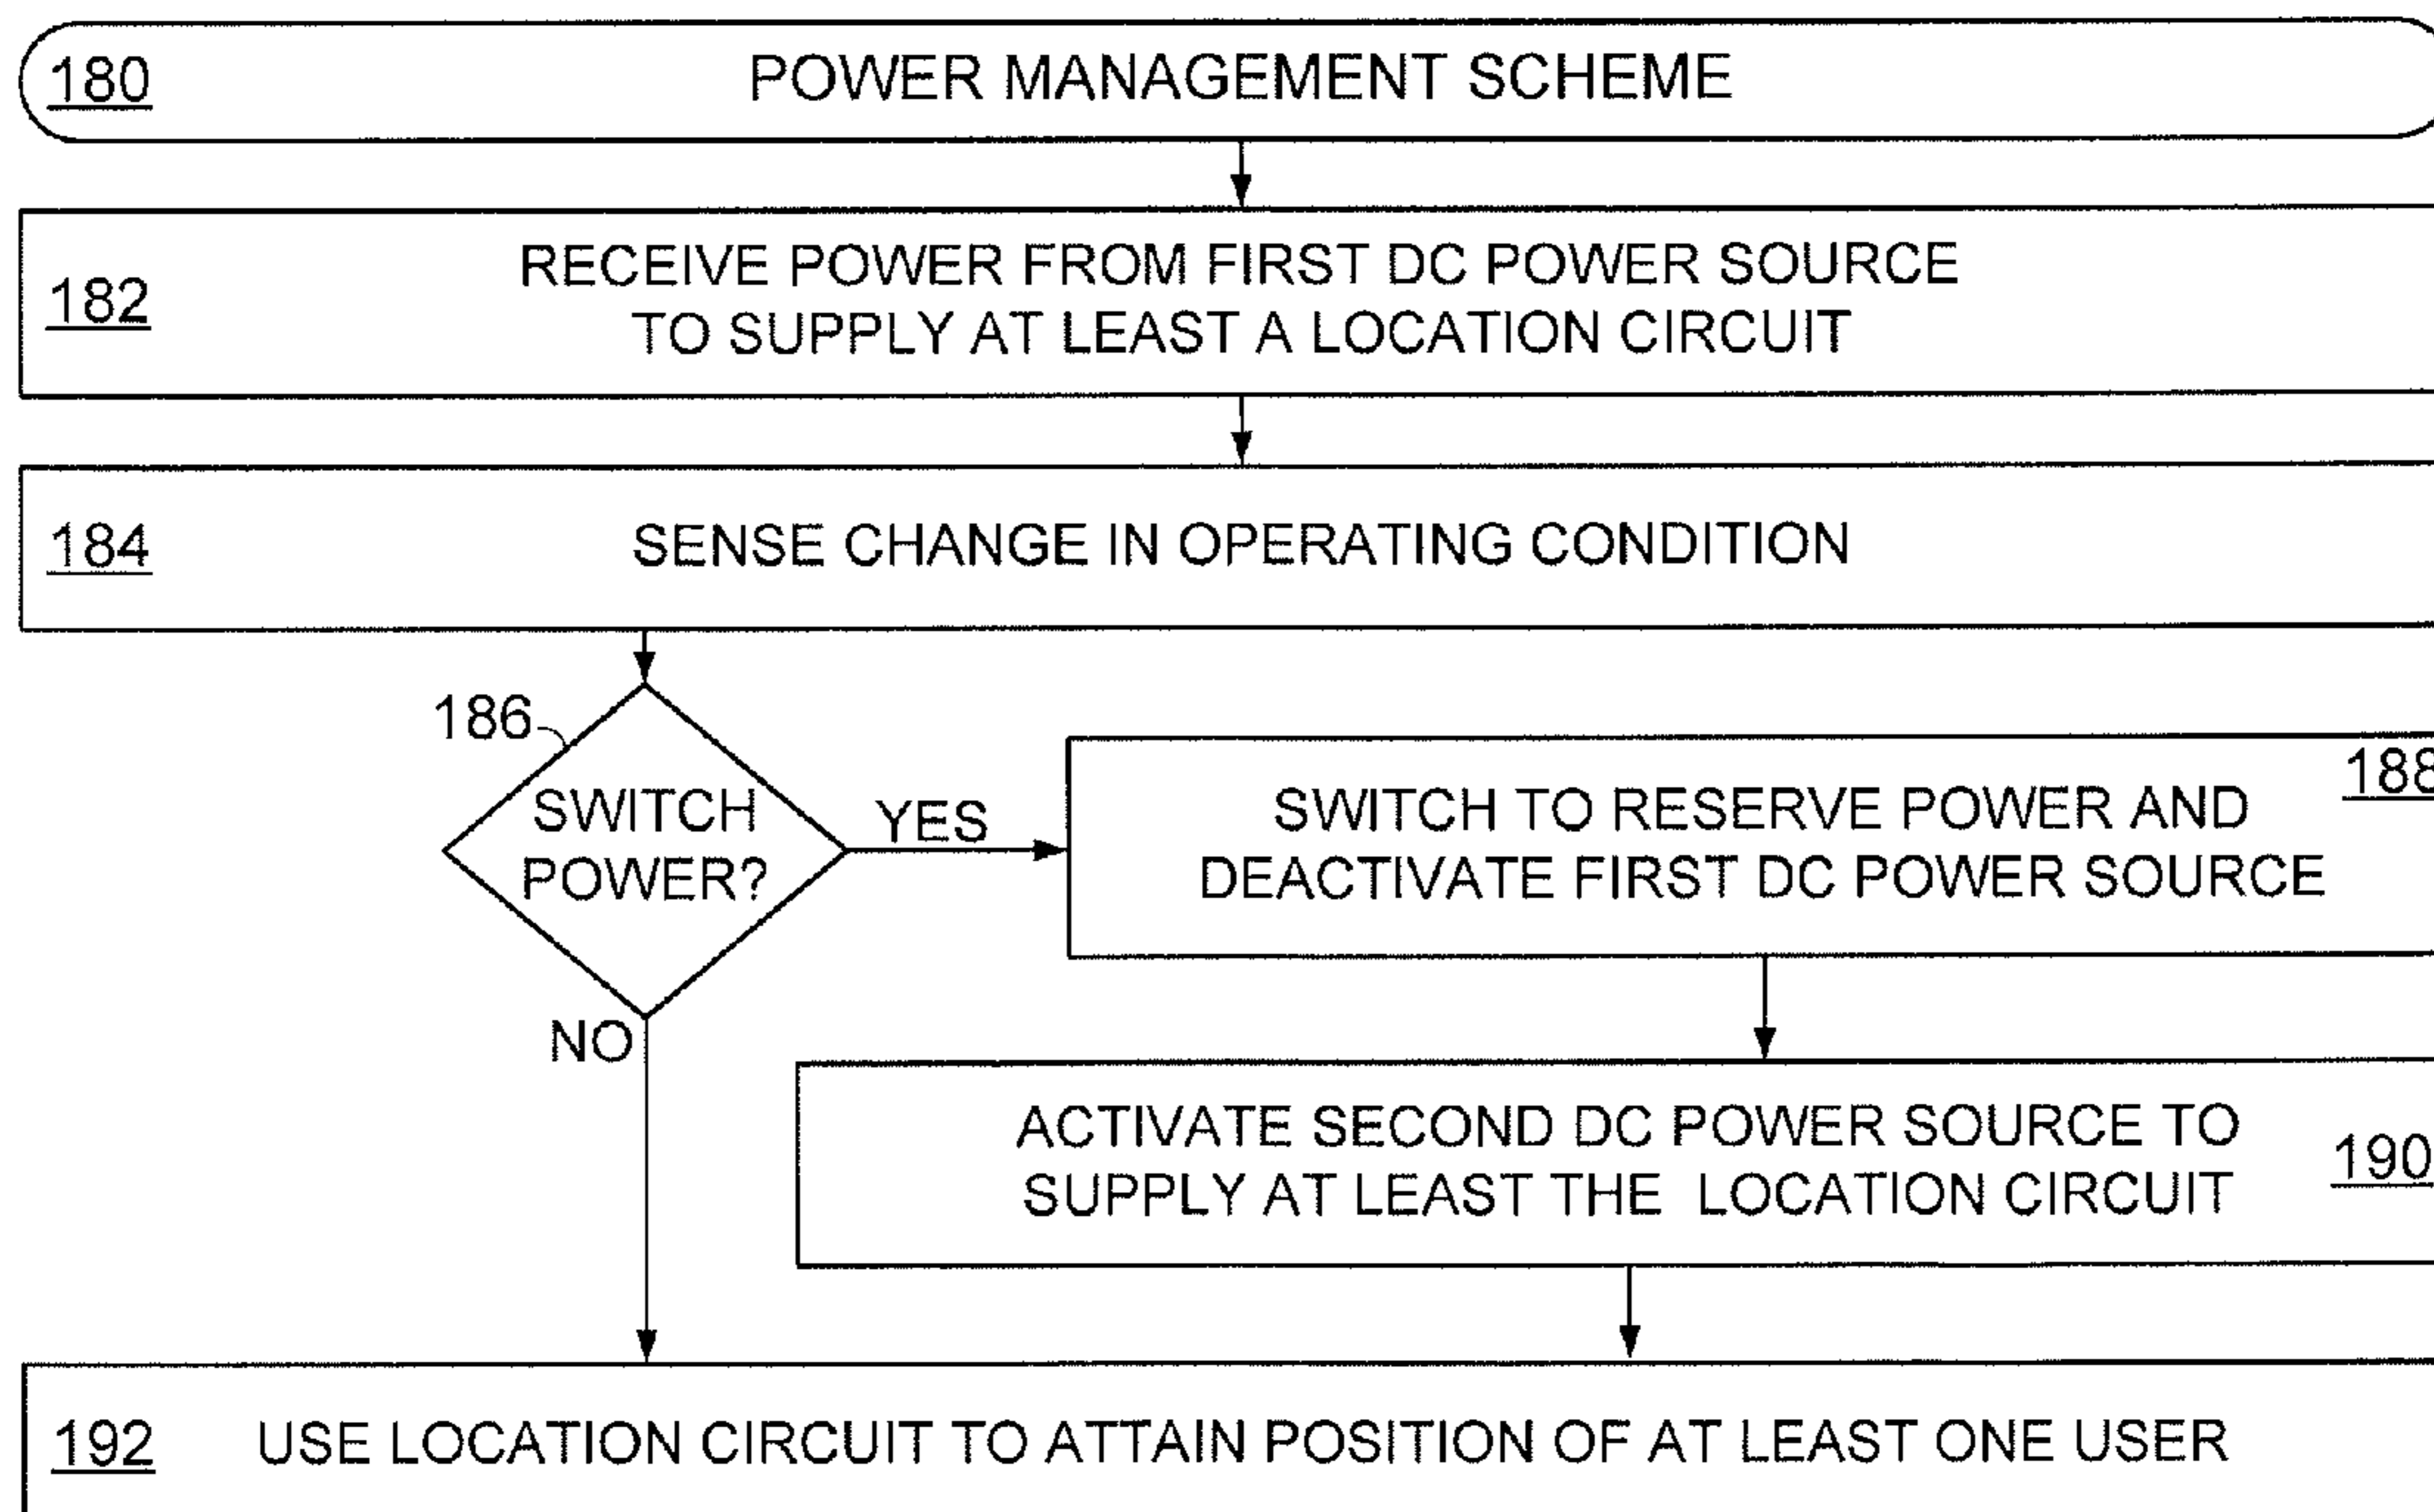 180 POWER MANAGEMENT SCHEME
RECEIVE POWER FROM FIRST DC POWER SOURCE
182
TO SUPPLY AT LEAST A LOCATION CIRCUIT
184 SENSE CHANGE IN OPERATING CONDITION
186
SWITCH
POWER?
YES
NO
188
SWITCH TO RESERVE POWER AND
DEACTIVATE FIRST DC POWER SOURCE
ACTIVATE SECOND DC POWER SOURCE TO
190
SUPPLY AT LEAST THE LOCATION CIRCUIT
192 USE LOCATION CIRCUIT TO ATTAIN POSITION OF AT LEAST ONE USER